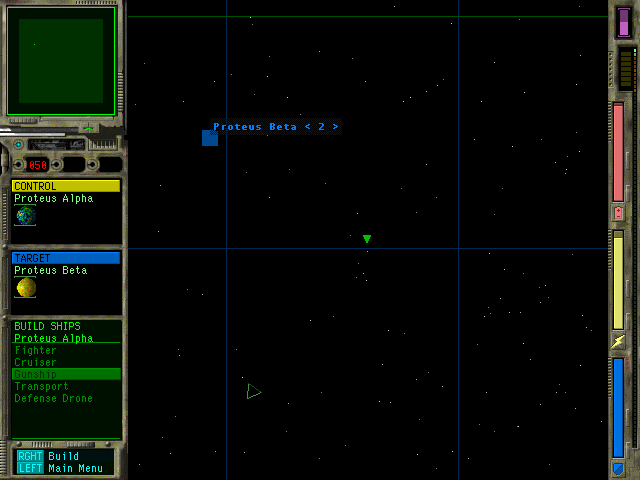 Proteus Beta < 2 >
050
CONTROL
Proteus Alpha
TARGET
Proteus Beta
BUILD SHIPS
Proteus Alpha
Fighter
Cruiser
Gunship
Transport
Defense Drone
RGHT Build
LEFT Main Menu